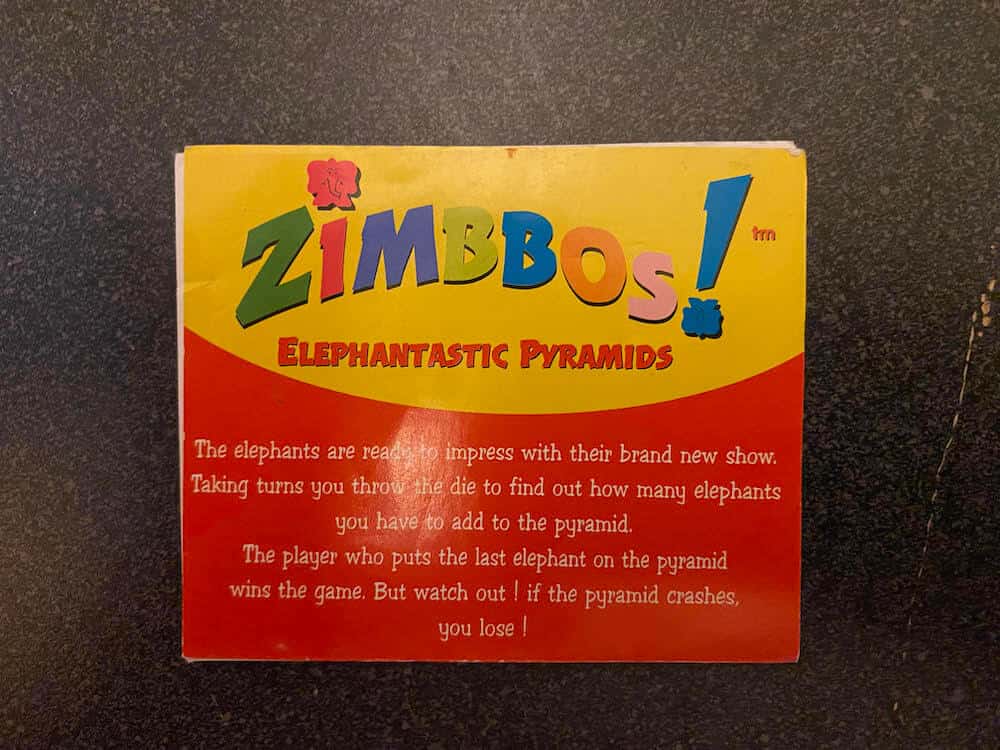 ZiMBBOS!
tm
ELEPHANTASTIC PYRAMIDS
The elephants are ready to impress with their brand new show.
Taking turns you throw the die to find out how many elephants
you have to add to the pyramid.
The player who puts the last elephant on the pyramid
wins the game. But watch out ! if the pyramid crashes,
you lose !